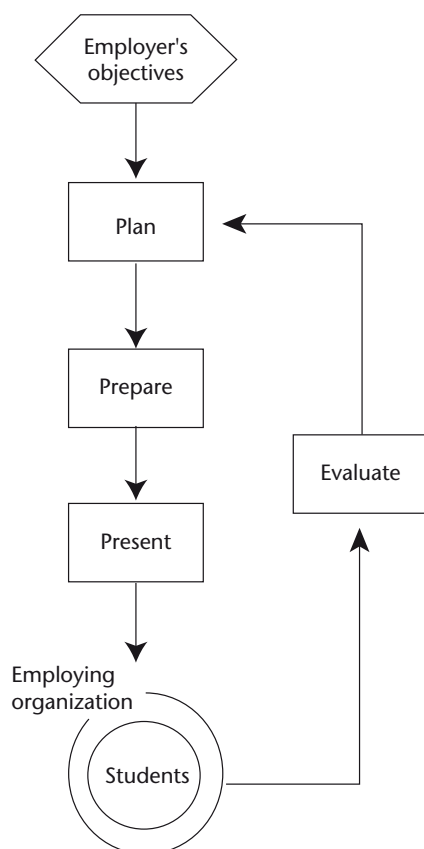 Employer's
objectives
Plan
Prepare
Evaluate
Present
Employing
organization
Students